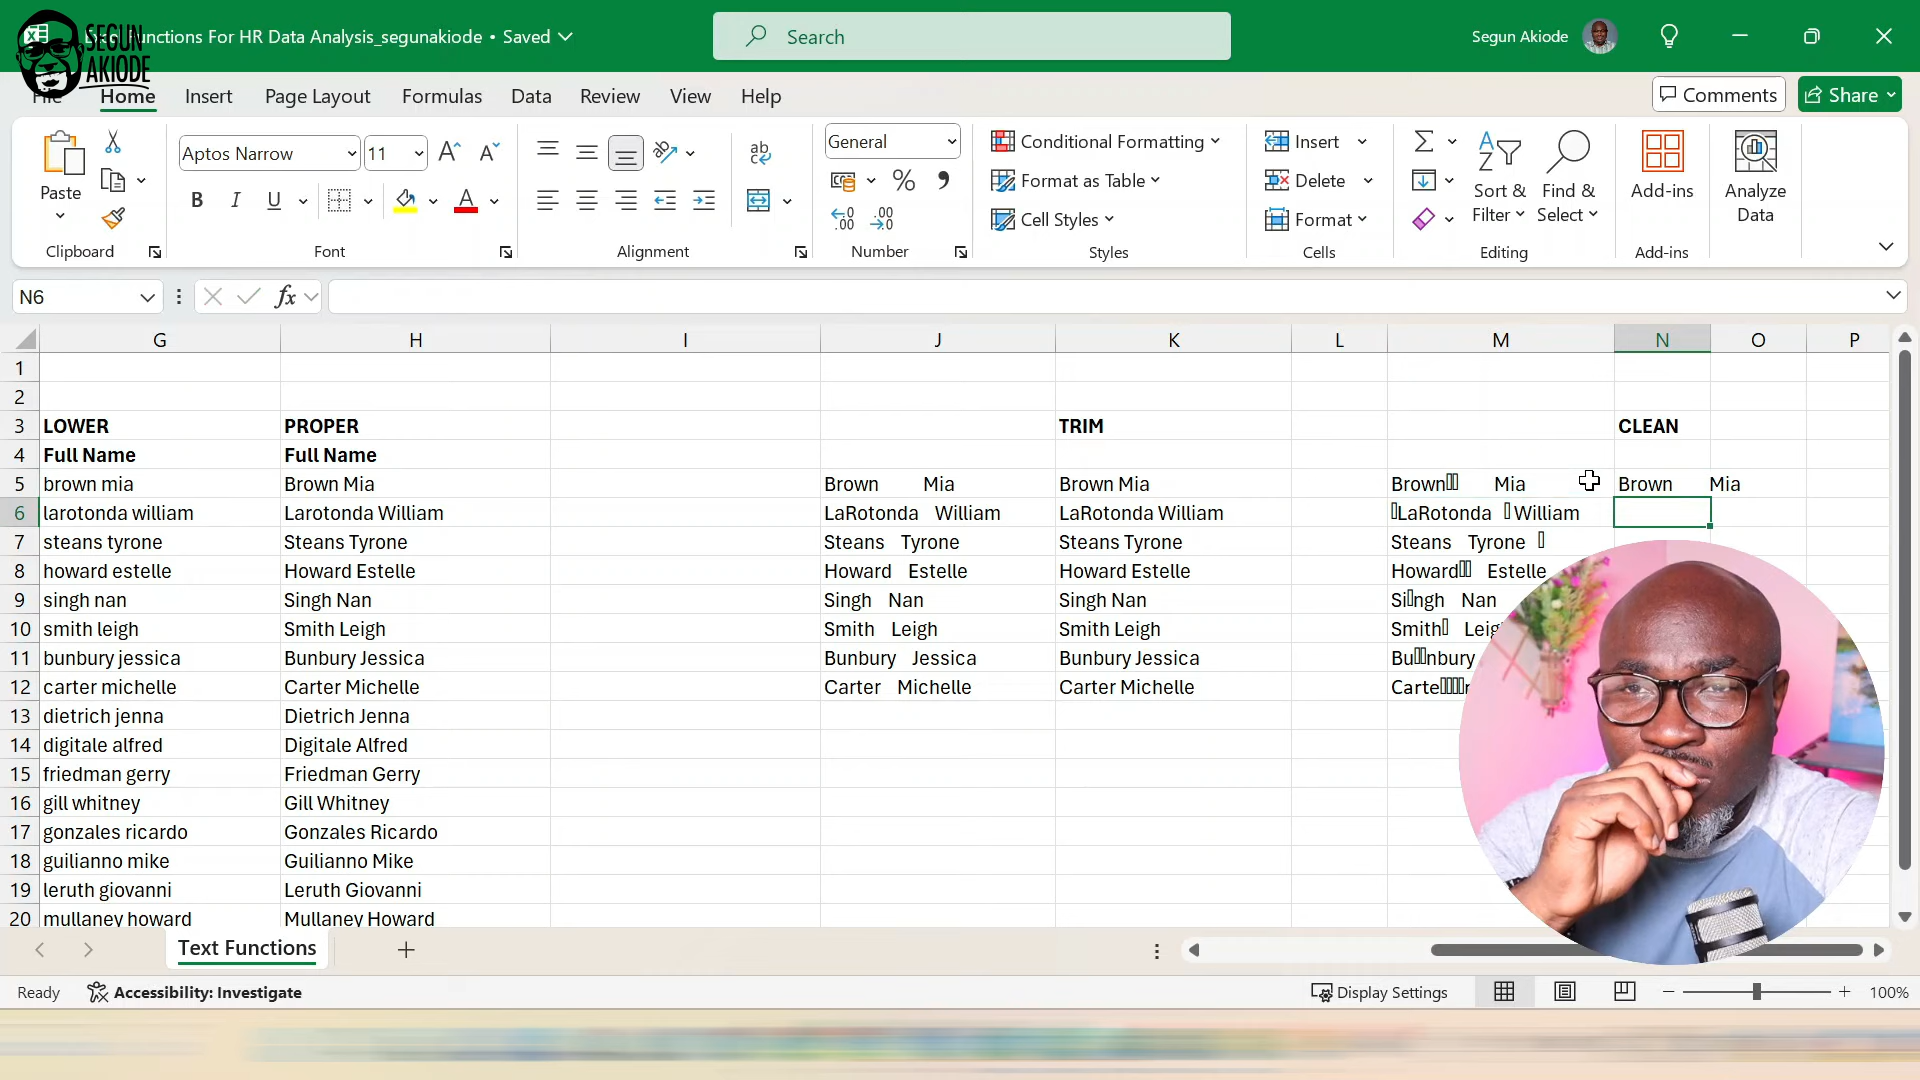 SEGUN
AKIODE
Functions For HR Data Analysis_segunakiode • Saved
Search
Segun Akiode
File
Home
Insert
Page Layout
Formulas
Data
Review
View
Help
Comments
Share
Paste
Clipboard
Aptos Narrow
11
B I U
Font
ab
Alignment
General
% 
Number
Conditional Formatting
Format as Table
Cell Styles
Styles
Insert
Delete
Format
Cells
Sort & Filter
Find & Select
Editing
Add-ins
Add-ins
Analyze Data
N6
fx
G H I J K L M N O P
1
2
3 LOWER PROPER TRIM CLEAN
4 Full Name Full Name
5 brown mia Brown Mia Brown Mia Brown Mia Brown Mia Brown Mia
6 larotonda william Larotonda William LaRotonda William LaRotonda William LaRotonda William
7 steans tyrone Steans Tyrone Steans Tyrone Steans Tyrone Steans Tyrone
8 howard estelle Howard Estelle Howard Estelle Howard Estelle Howard Estelle
9 singh nan Singh Nan Singh Nan Singh Nan Singh Nan
10 smith leigh Smith Leigh Smith Leigh Smith Leigh Smith
11 bunbury jessica Bunbury Jessica Bunbury Jessica Bunbury Jessica Bunbury
12 carter michelle Carter Michelle Carter Michelle Carter Michelle Carter
13 dietrich jenna Dietrich Jenna
14 digitale alfred Digitale Alfred
15 friedman gerry Friedman Gerry
16 gill whitney Gill Whitney
17 gonzales ricardo Gonzales Ricardo
18 guilianno mike Guilianno Mike
19 leruth giovanni Leruth Giovanni
20 mullaney howard Mullaney Howard
Text Functions
Ready
Accessibility: Investigate
Display Settings
100%